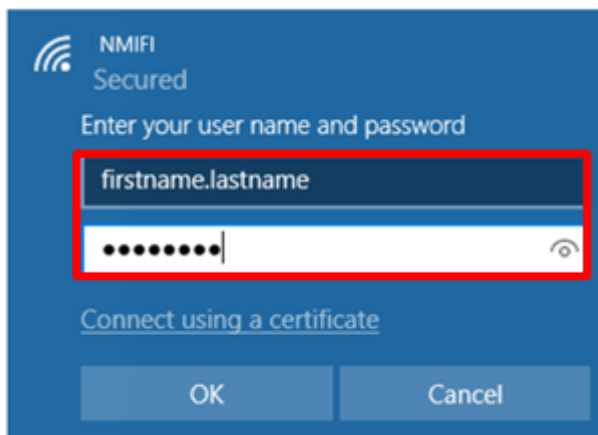 NMIFI
Secured
Enter your user name and password
firstname.lastname
••••••••
Connect using a certificate
OK
Cancel